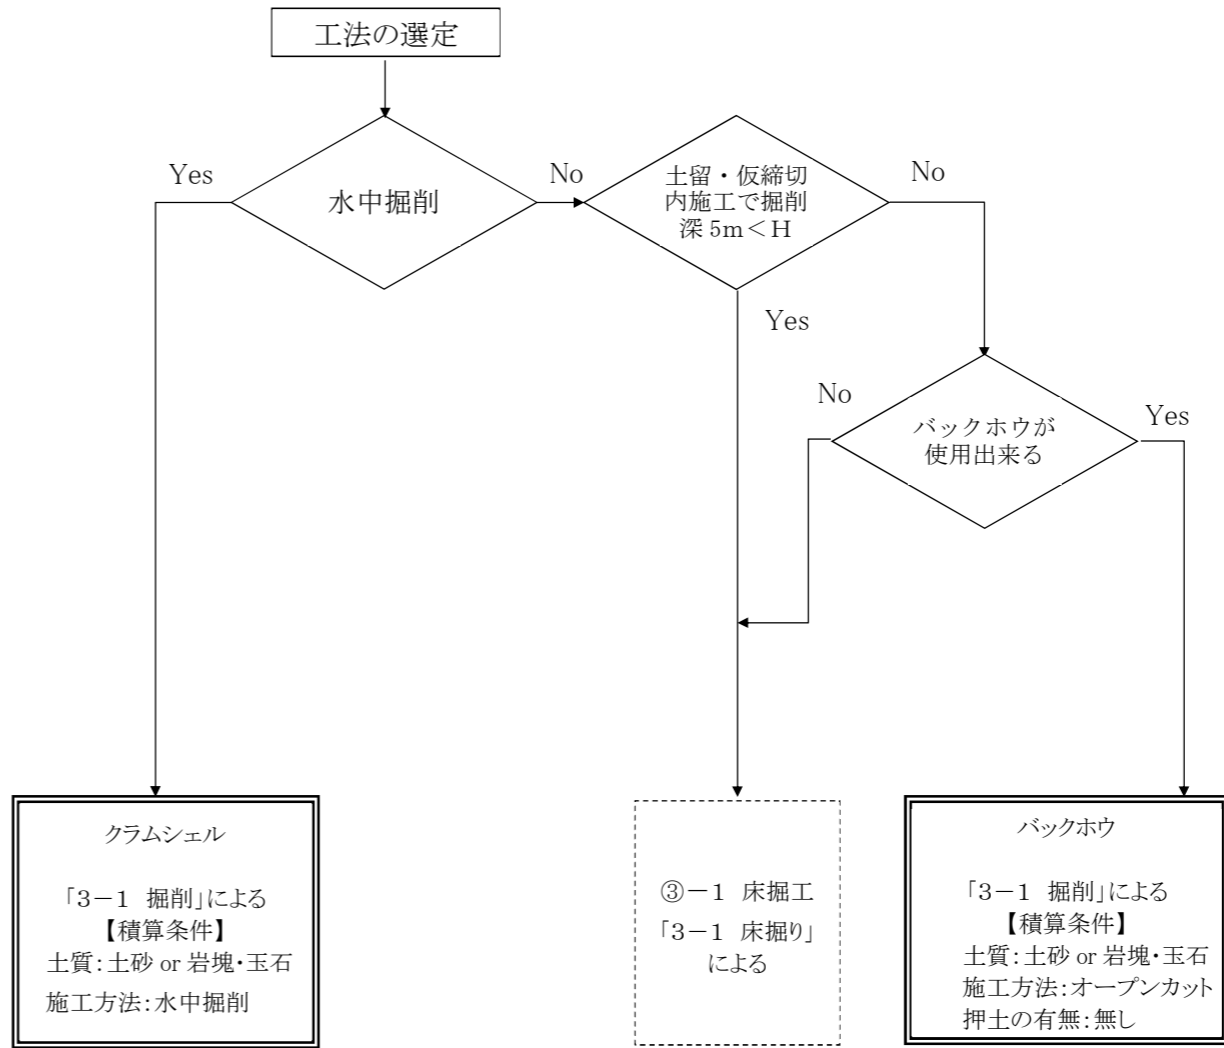 工法の選定
Yes
水中掘削
No
土留・仮締切
内施工で掘削
深 5m<H
No
Yes
No
バックホウが
使用出来る
Yes
クラムシェル
「3-1 掘削」による
【積算条件】
土質:土砂 or 岩塊・玉石
施工方法:水中掘削
③-1 床掘工
「3-1 床掘り」
による
バックホウ
「3-1 掘削」による
【積算条件】
土質:土砂 or 岩塊・玉石
施工方法:オープンカット
押土の有無:無し